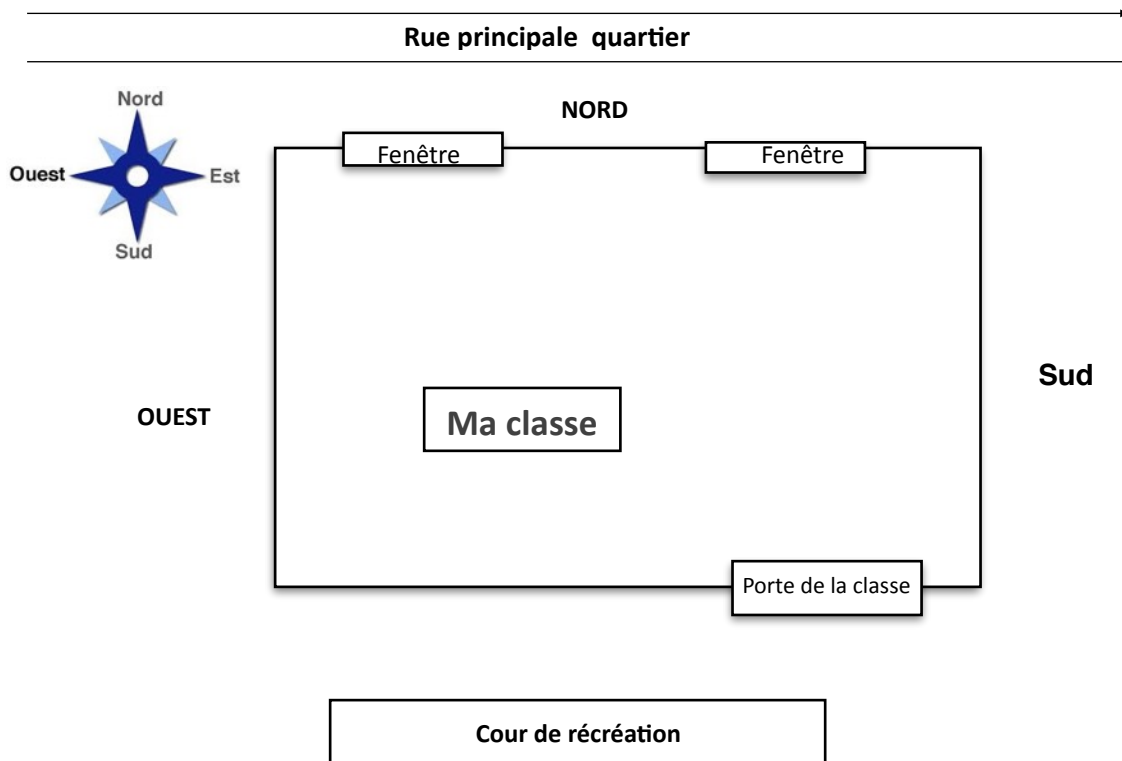 Rue principale quartier
Nord
NORD
Fenêtre
Fenêtre
Ouest
Est
Sud
Sud
OUEST
Ma classe
Porte de la classe
Cour de récréation